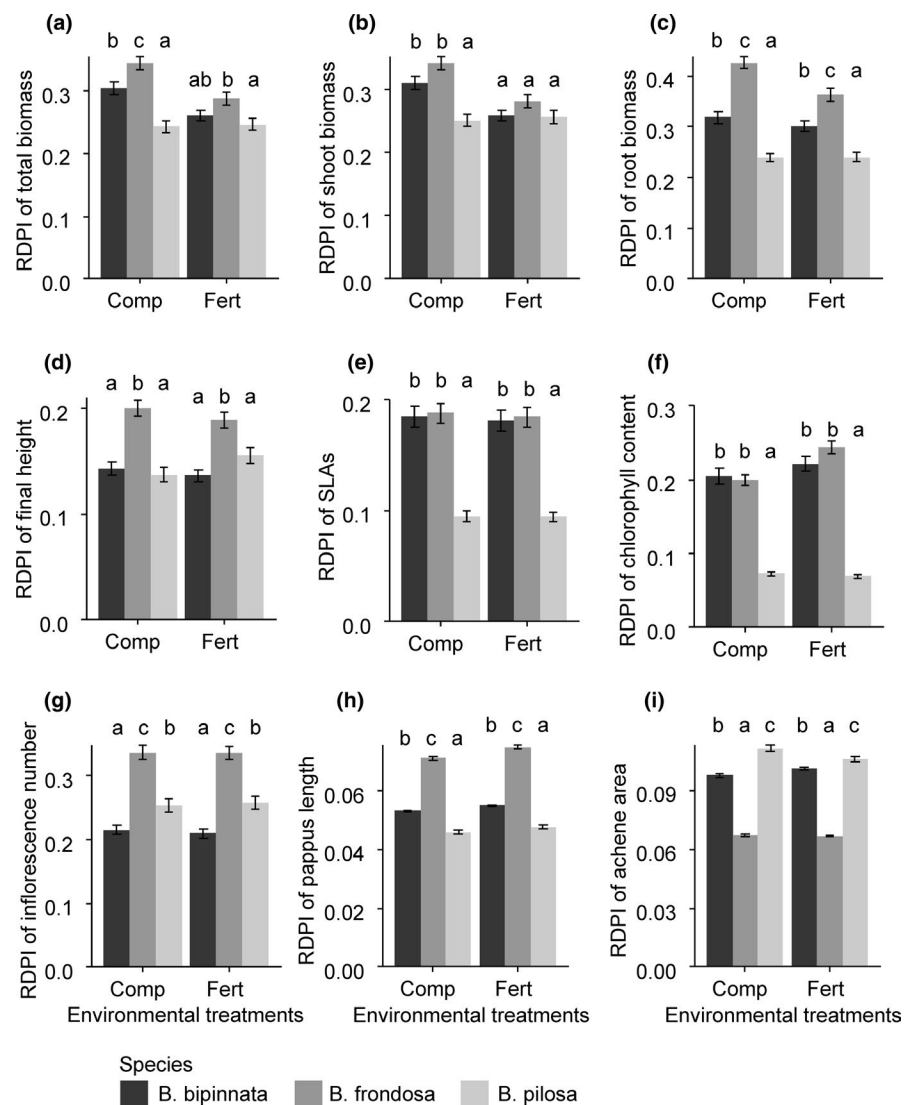 (a)
b c a
ab b a
RDPI of total biomass
0.3
0.2
0.1
0.0
Comp Fert
(b)
b b a
a a a
RDPI of shoot biomass
0.3
0.2
0.1
0.0
Comp Fert
(c)
b c a
b c a
RDPI of root biomass
0.4
0.3
0.2
0.1
0.0
Comp Fert
(d)
a b a
a b a
RDPI of final height
0.2
0.1
0.0
Comp Fert
(e)
b b a
b b a
RDPI of SLAs
0.2
0.1
0.0
Comp Fert
(f)
b b a
b b a
RDPI of chlorophyll content
0.3
0.2
0.1
0.0
Comp Fert
(g)
a c b
a c b
RDPI of inflorescence number
0.3
0.2
0.1
0.0
Comp Fert
Environmental treatments
(h)
b c a
b c a
RDPI of pappus length
0.06
0.04
0.02
0.00
Comp Fert
Environmental treatments
(i)
b a c
b a c
RDPI of achene area
0.09
0.06
0.03
0.00
Comp Fert
Environmental treatments
Species
B. bipinnata B. frondosa B. pilosa